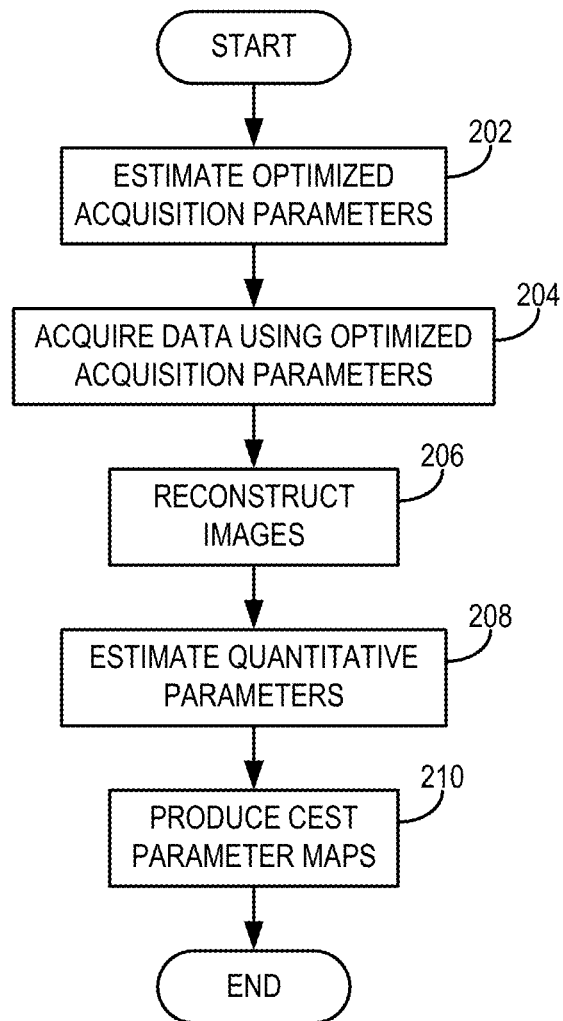 START
202
ESTIMATE OPTIMIZED
ACQUISITION PARAMETERS
204
ACQUIRE DATA USING OPTIMIZED
ACQUISITION PARAMETERS
206
RECONSTRUCT
IMAGES
208
ESTIMATE QUANTITATIVE
PARAMETERS
210
PRODUCE CEST
PARAMETER MAPS
END